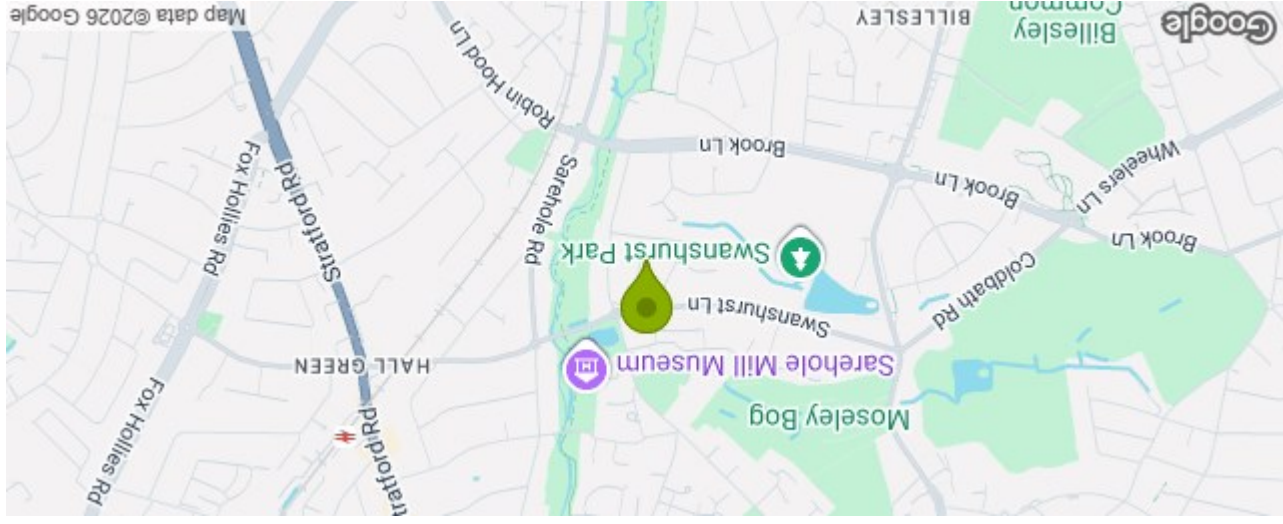 tratford Rd
Fox Hollies Rd
Moseley Bog
Sarehole Mill Museum
HALL GREEN
Swanshurst Ln
Coldbath Rd
Swanshurst Park
Brook Ln
Sarehole Rd
Stratford Rd
Fox Hollies Rd
Brook Ln
Wheelers Ln
Brook Ln
Robin Hood Ln
Billesley
Common
BILLESLEY
Google
Map data ©2026 Google